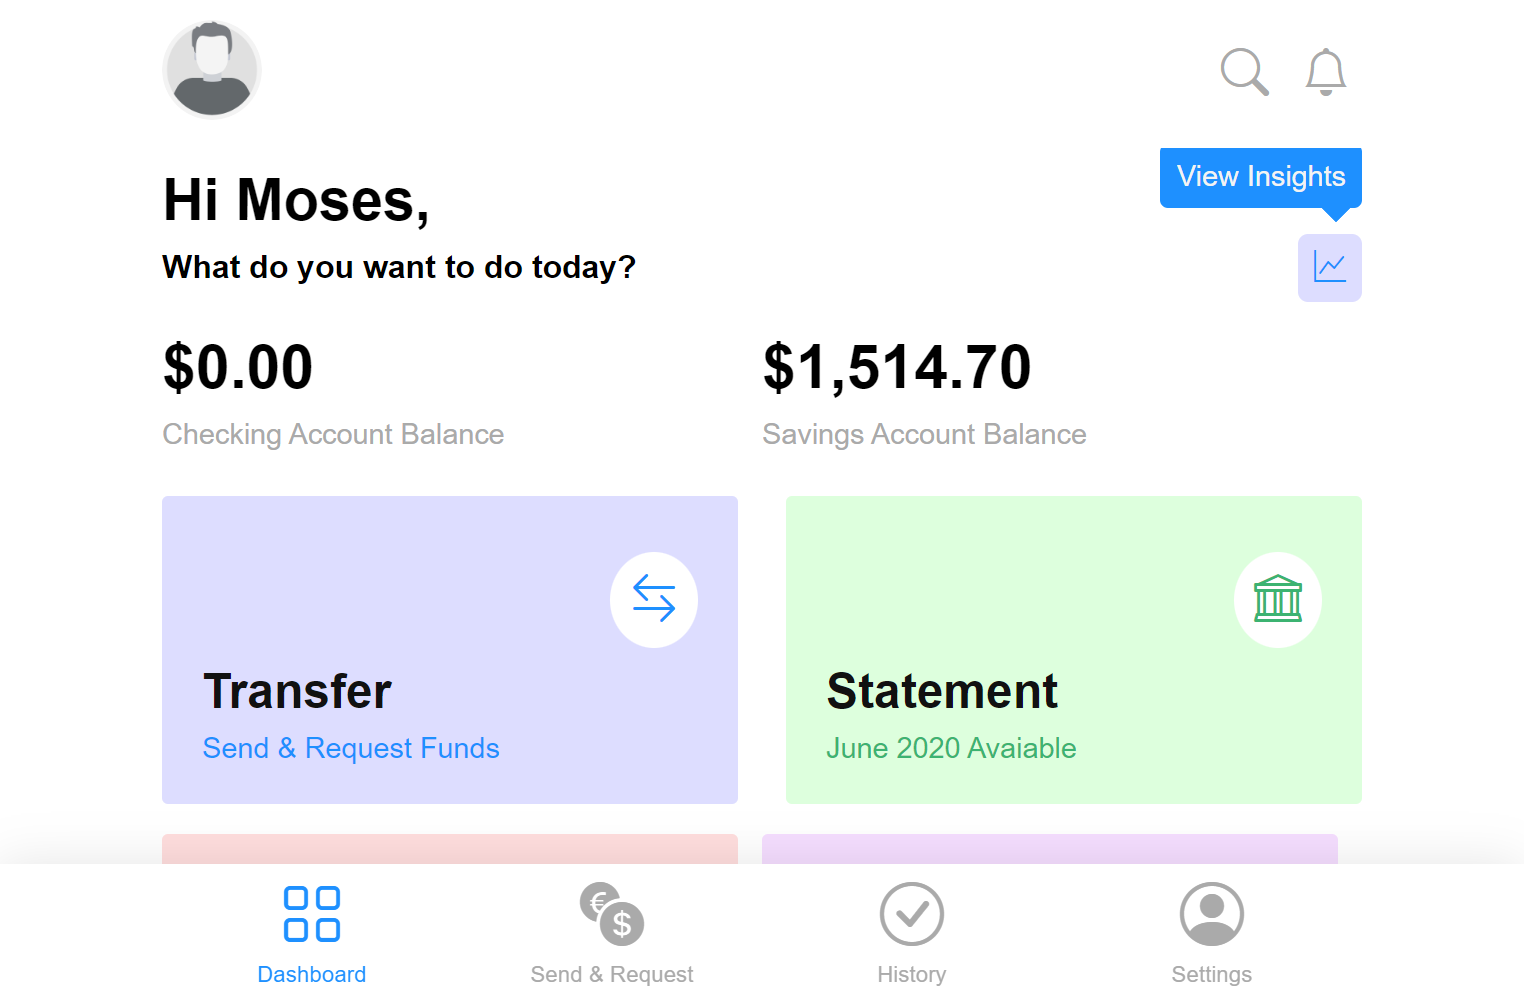 View Insights
Hi Moses,
What do you want to do today?
$0.00
Checking Account Balance
$1,514.70
Savings Account Balance
Transfer
Send & Request Funds
Statement
June 2020 Avaiable
€
$
Dashboard
Send & Request
History
Settings